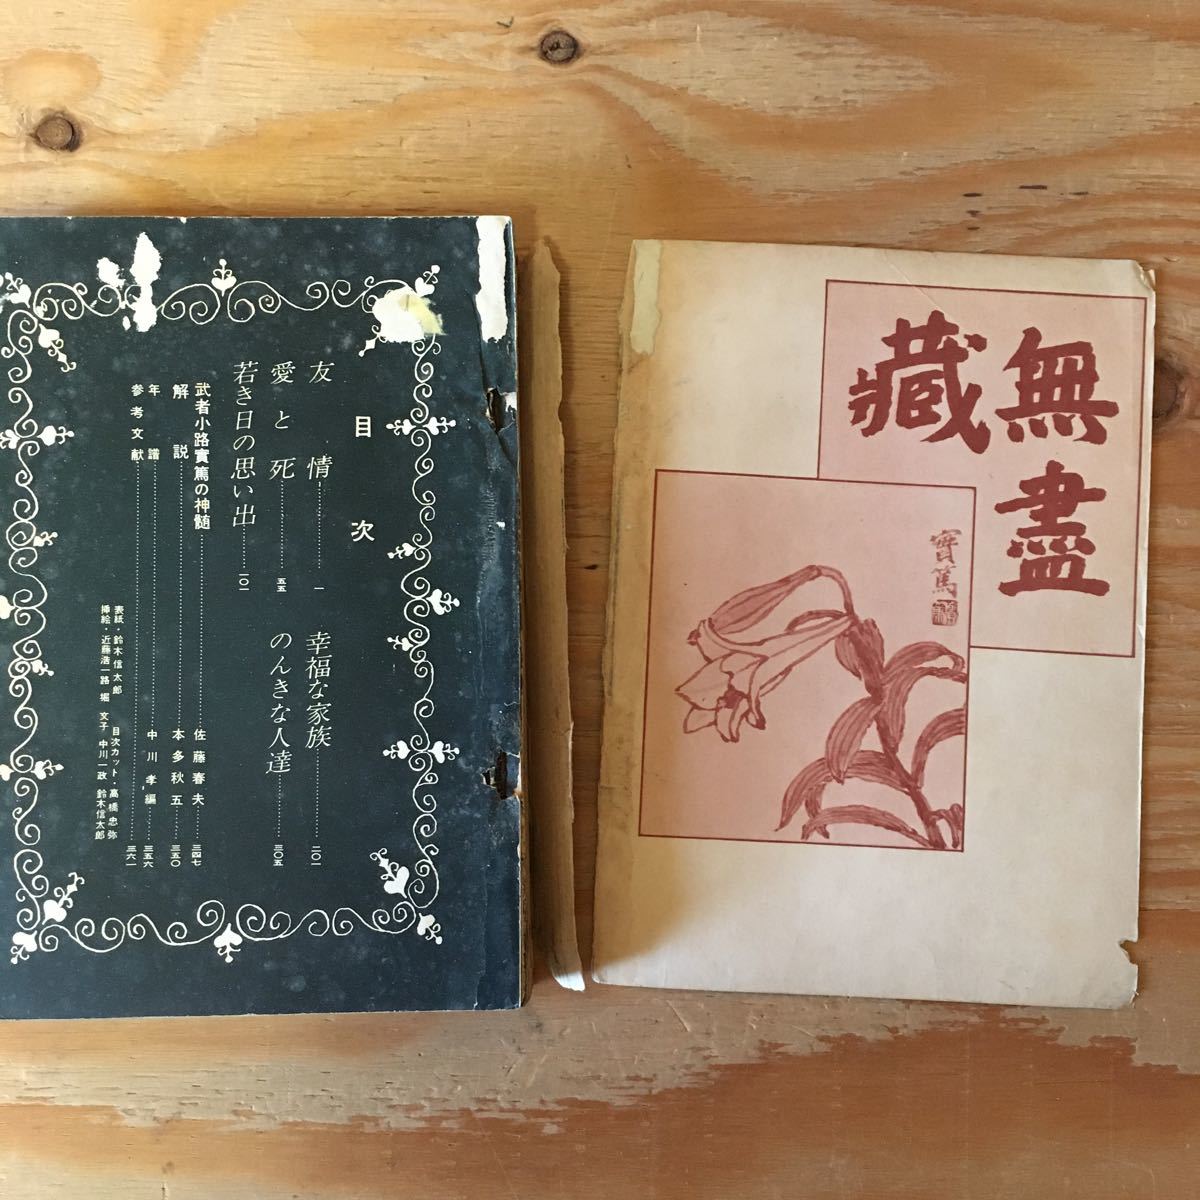 目次
友情 一
愛と死 五五
若き日の思い出 一〇一
幸福な家族 二〇一
のんきな人達 三〇五
武者小路實篤の神髄 佐藤春夫 三四七
解説 本多秋五 三五〇
年譜 中川孝編 三五六
参考文献 三六一
表紙・鈴木信太郎 目次カット・高橋忠弥
挿絵・近藤浩一路 堀文子 中川一政 鈴木信太郎
無盡
藏
實篤